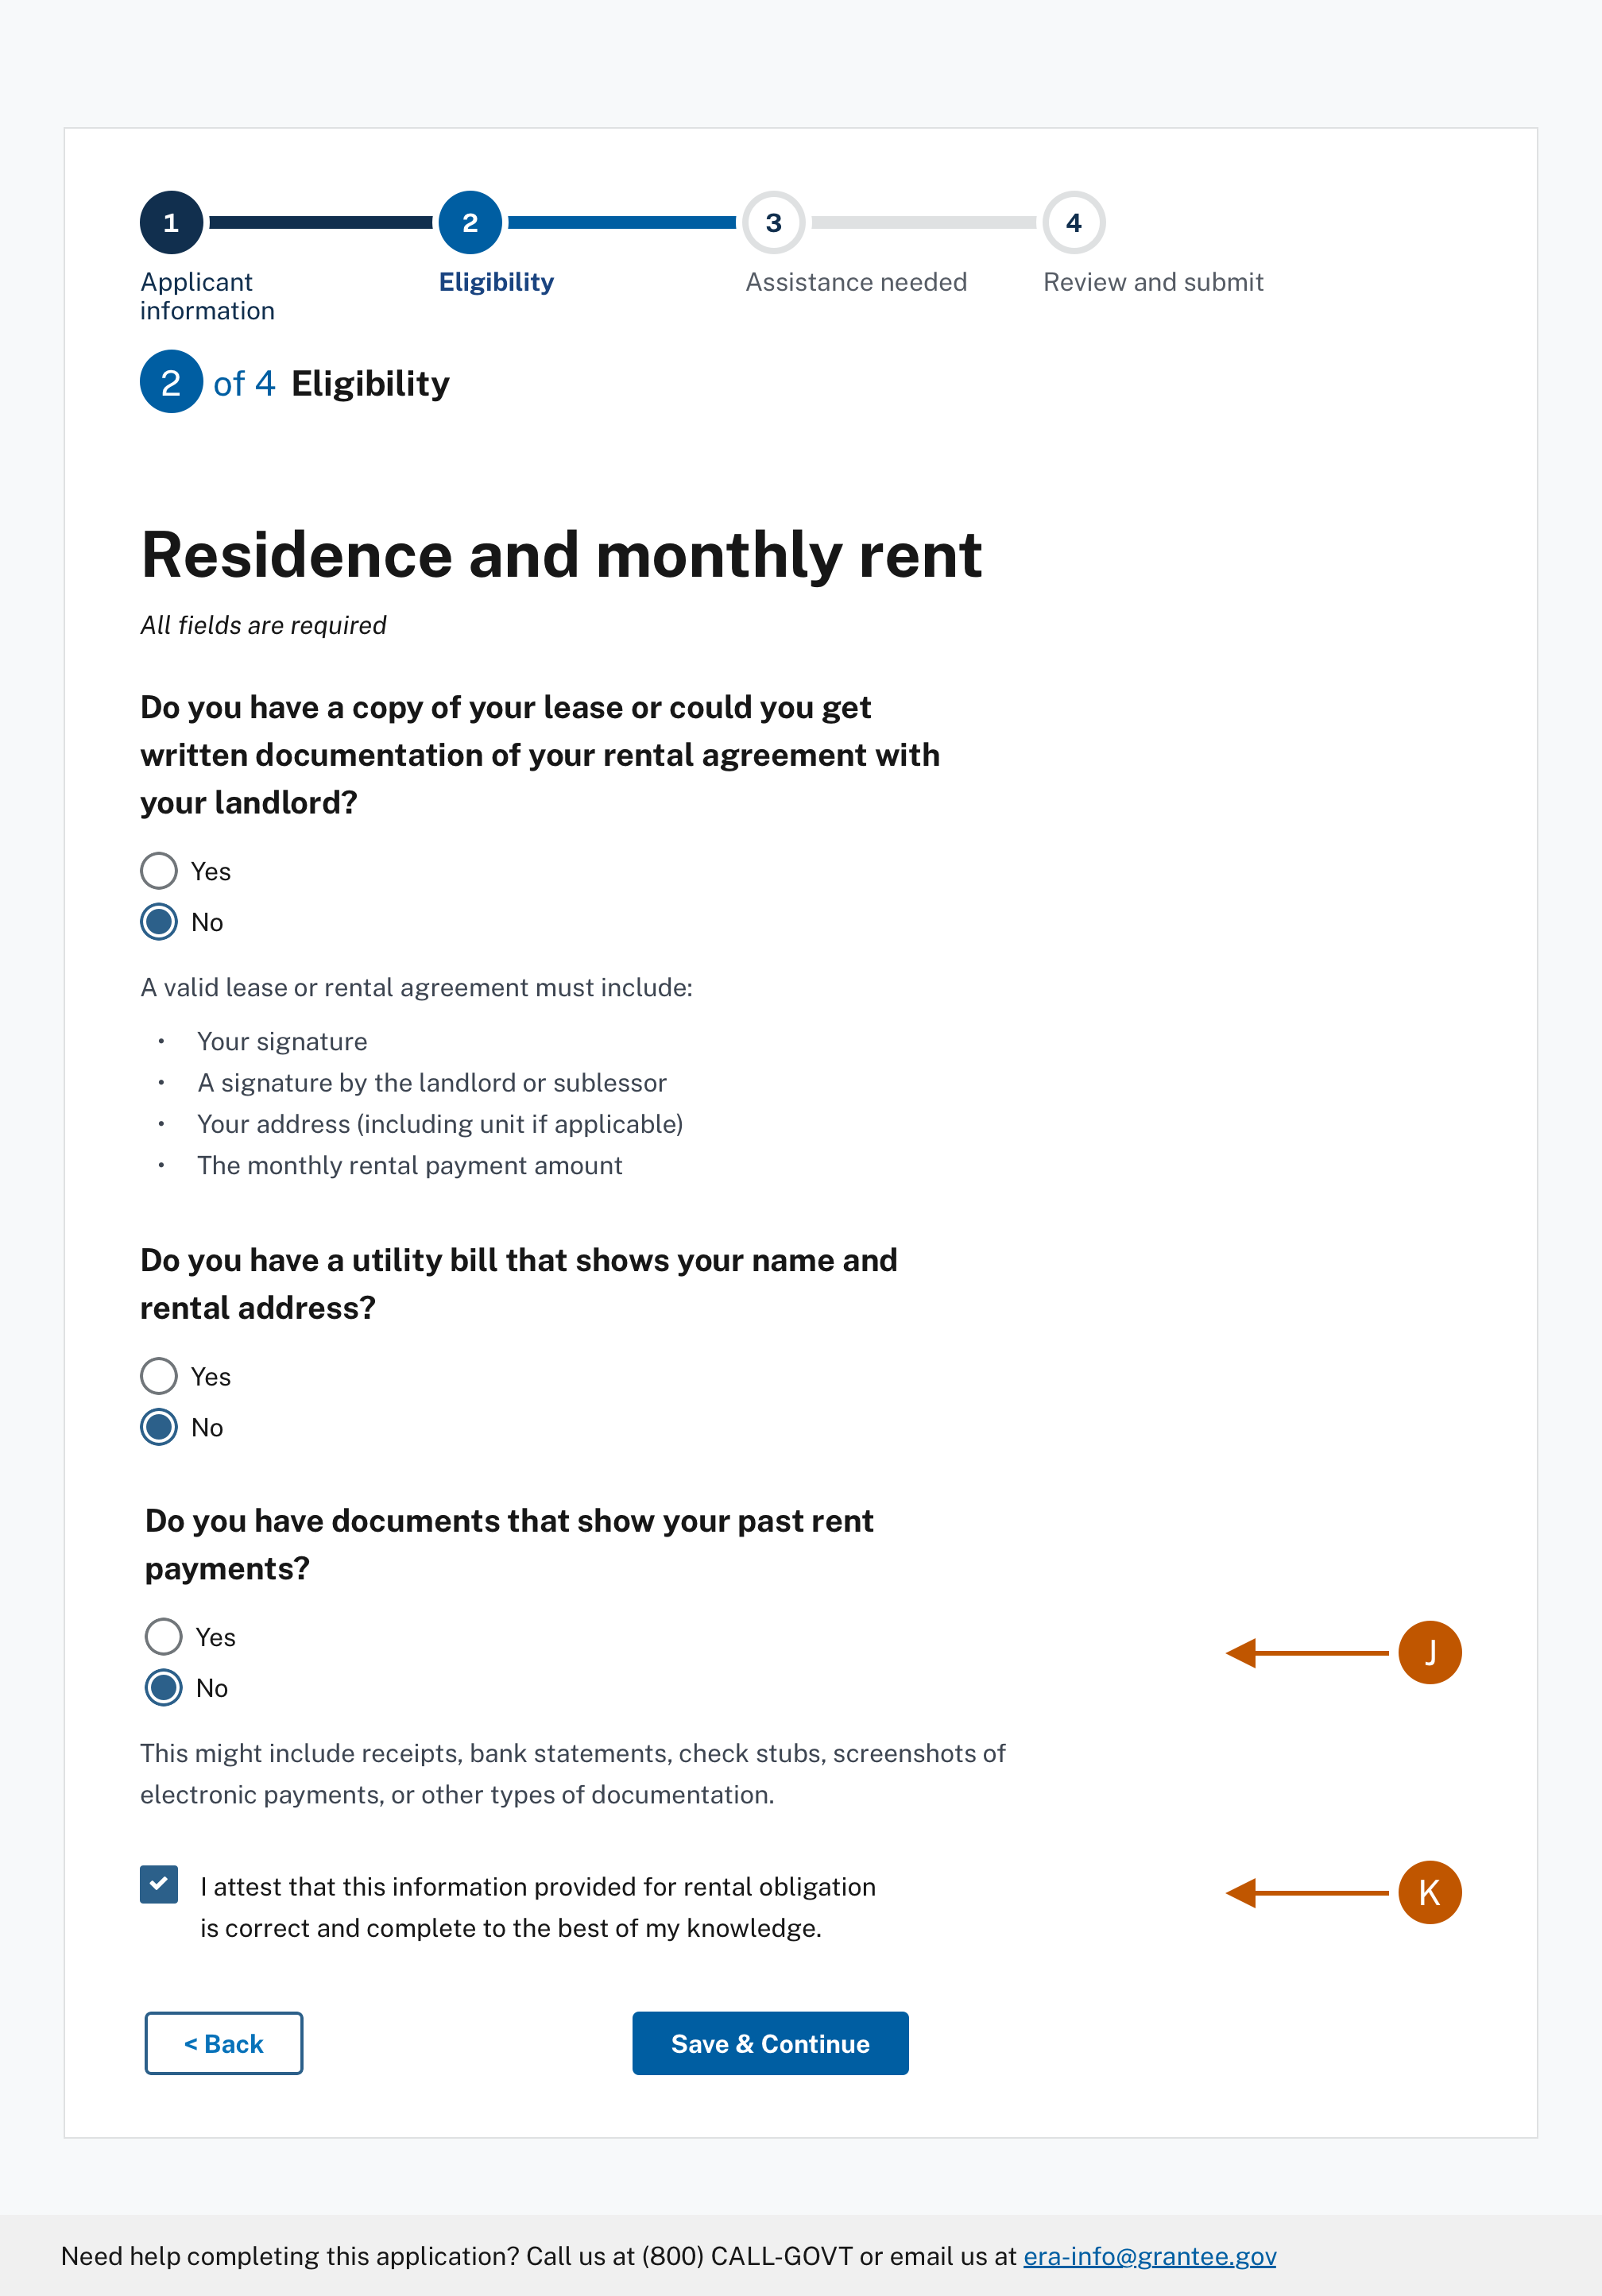 1
2
3
4
Applicant
information
Eligibility
Assistance needed
Review and submit
2 of 4 Eligibility
Residence and monthly rent
All fields are required
Do you have a copy of your lease or could you get
written documentation of your rental agreement with
your landlord?
Yes
No
A valid lease or rental agreement must include:
• Your signature
• A signature by the landlord or sublessor
• Your address (including unit if applicable)
• The monthly rental payment amount
Do you have a utility bill that shows your name and
rental address?
Yes
No
Do you have documents that show your past rent
payments?
Yes
J
No
This might include receipts, bank statements, check stubs, screenshots of
electronic payments, or other types of documentation.
I attest that this information provided for rental obligation
K
is correct and complete to the best of my knowledge.
< Back
Save & Continue
Need help completing this application? Call us at (800) CALL-GOVT or email us at era-info@grantee.gov